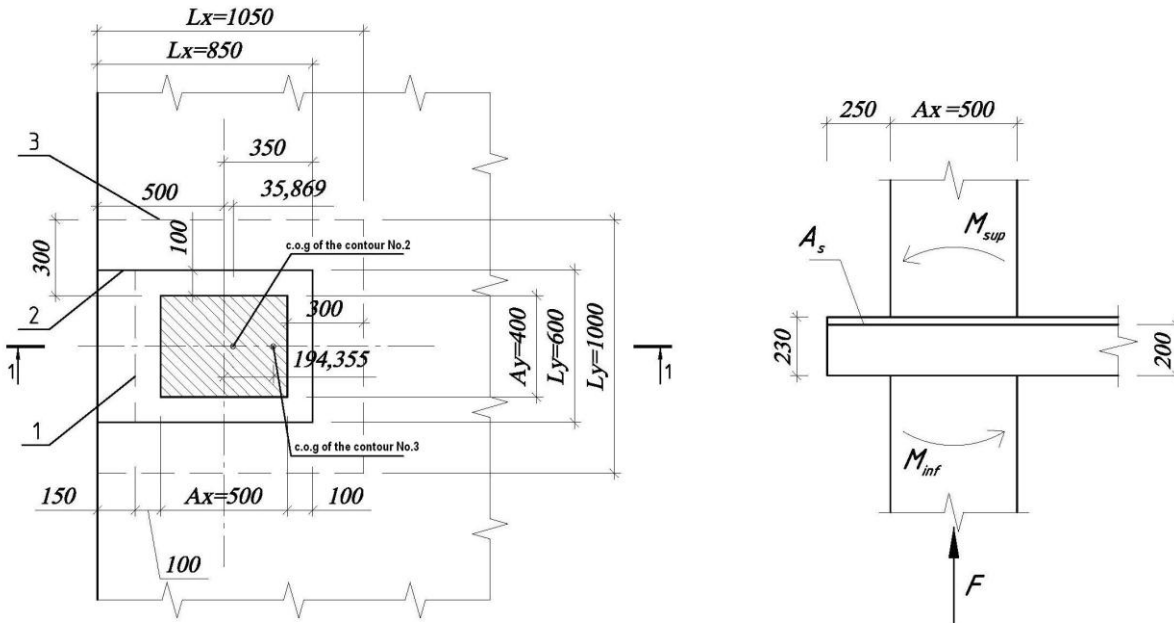 Lx=1050
Lx=850
3
350
500
35,869
300
100
c.o.g of the contour No.2
2
300
1
1
194,355
Ay=400
Ly=600
Ly=1000
1
c.o.g of the contour No.3
150
Ax=500
100
100
250
Ax=500
As
Msup
230
200
Minf
F